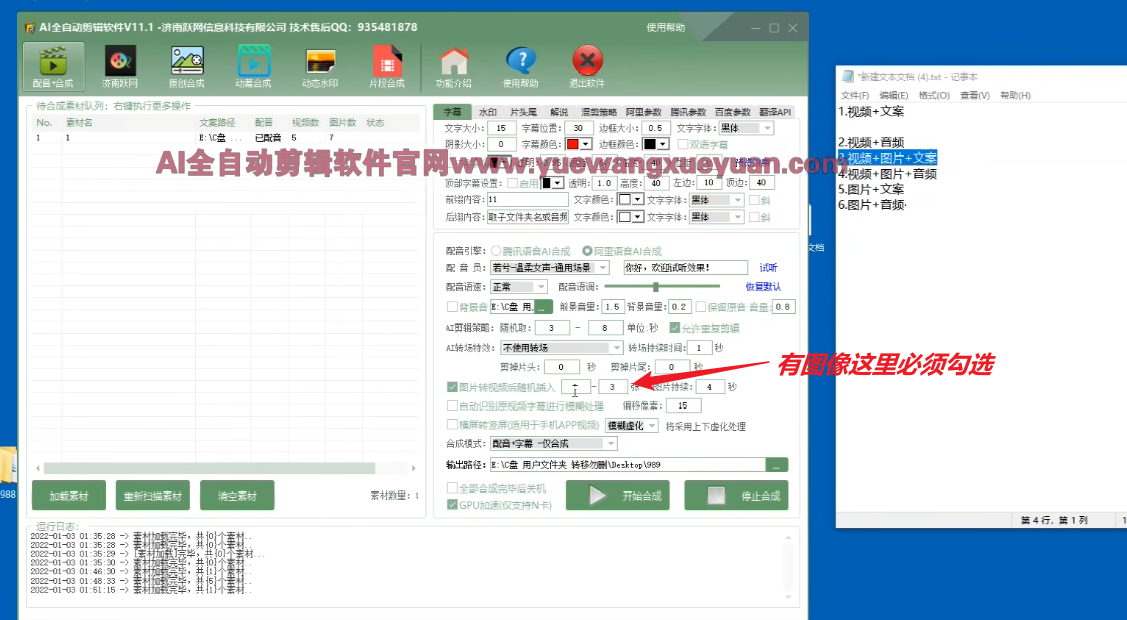 AI全自动剪辑软件V11.1 -济南跃网信息科技有限公司 技术售后QQ：935481878
使用帮助
配音+合成
济南跃网
原创合成
动幕合成
动态水印
片段合成
功能介绍
使用帮助
退出软件
待合成素材队列：右键执行更多操作
No. 素材名 文案路径 配音 视频数 图片数 状态
1 1 E:\C盘 ... 已配音 5 7
字幕 水印 片头尾 解说 混剪策略 阿里参数 腾讯参数 百度参数 翻译API
文字大小： 15 字幕位置： 30 边框大小： 0.5 文字字体： 黑体
阴影大小： 0 字幕颜色： 边框颜色： 双语字幕
AI全自动剪辑软件官网www.yuewangxueyuan.com
顶部字幕设置： 启用 透明： 1.0 高度： 40 左边： 10 顶边： 40
前缀内容： 11 文字颜色： 文字字体： 黑体 斜
后缀内容： 取子文件夹名或音频 文字颜色： 文字字体： 黑体 斜
配音引擎： 腾讯语音AI合成 阿里语音AI合成
配 音 员： 若兮-温柔女声-通用场景 你好，欢迎试听效果！ 试听
配音语速： 正常 配音语调： 恢复默认
背景音 E:\C盘 用 ... 前景音量： 1.5 背景音量： 0.2 保留原音 音量： 0.8
AI剪辑策略： 随机取： 3 - 8 单位：秒 允许重复剪辑
AI转场特效： 不使用转场 转场持续时间： 1 秒
剪掉片头： 0 秒 剪掉片尾： 0 秒
图片转视频后随机插入 - 3 张 图片持续： 4 秒
有图像这里必须勾选
自动识别原视频字幕进行模糊处理 偏移像素： 15
横屏转竖屏(适用于手机APP视频) 模糊虚化 将采用上下虚化处理
合成模式： 配音+字幕 -仅合成
输出路径： E:\C盘 用户文件夹 转移勿删\Desktop\989 ...
全部合成完毕后关机
GPU加速(仅支持N卡)
开始合成
停止合成
加载素材
重新扫描素材
清空素材
素材数量：1
运行日志：
2022-01-03 01:35:28 -> 素材加载完毕，共{0}个素材..
2022-01-03 01:35:28 -> 素材加载完毕，共{0}个素材..
2022-01-03 01:35:29 -> [素材加载]完毕，共{0}个素材...
2022-01-03 01:35:30 -> 素材加载完毕，共{0}个素材..
2022-01-03 01:46:30 -> 素材加载完毕，共{1}个素材..
2022-01-03 01:48:33 -> 素材加载完毕，共{5}个素材..
2022-01-03 01:51:15 -> 素材加载完毕，共{1}个素材..
*新建文本文档 (4).txt - 记事本
文件(F) 编辑(E) 格式(O) 查看(V) 帮助(H)
1.视频+文案
2.视频+音频
3.视频+图片+文案
4.视频+图片+音频
5.图片+文案
6.图片+音频·
第 4 行，第 1 列
文档
988